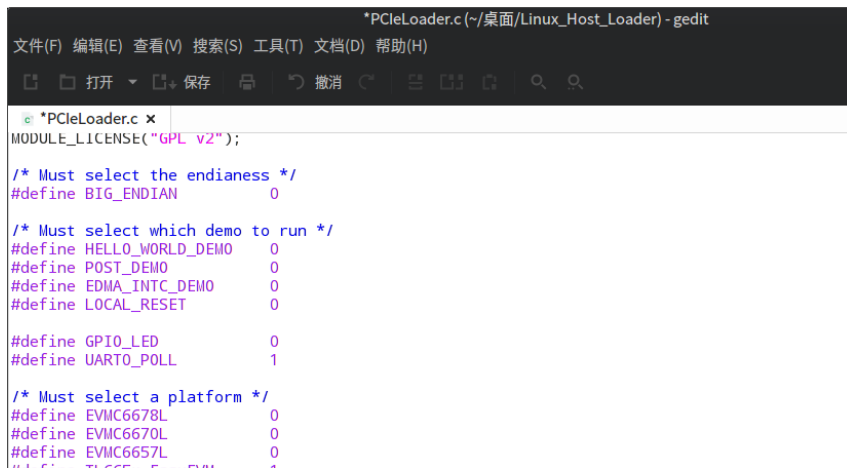 *PCIeLoader.c (~/桌面/Linux_Host_Loader) - gedit
文件(F) 编辑(E) 查看(V) 搜索(S) 工具(T) 文档(D) 帮助(H)
打开 保存 撤消
*PCIeLoader.c ×
MODULE_LICENSE("GPL v2");
/* Must select the endianess */
#define BIG_ENDIAN 0
/* Must select which demo to run */
#define HELLO_WORLD_DEMO 0
#define POST_DEMO 0
#define EDMA_INTC_DEMO 0
#define LOCAL_RESET 0
#define GPIO_LED 0
#define UART0_POLL 1
/* Must select a platform */
#define EVMC6678L 0
#define EVMC6670L 0
#define EVMC6657L 0